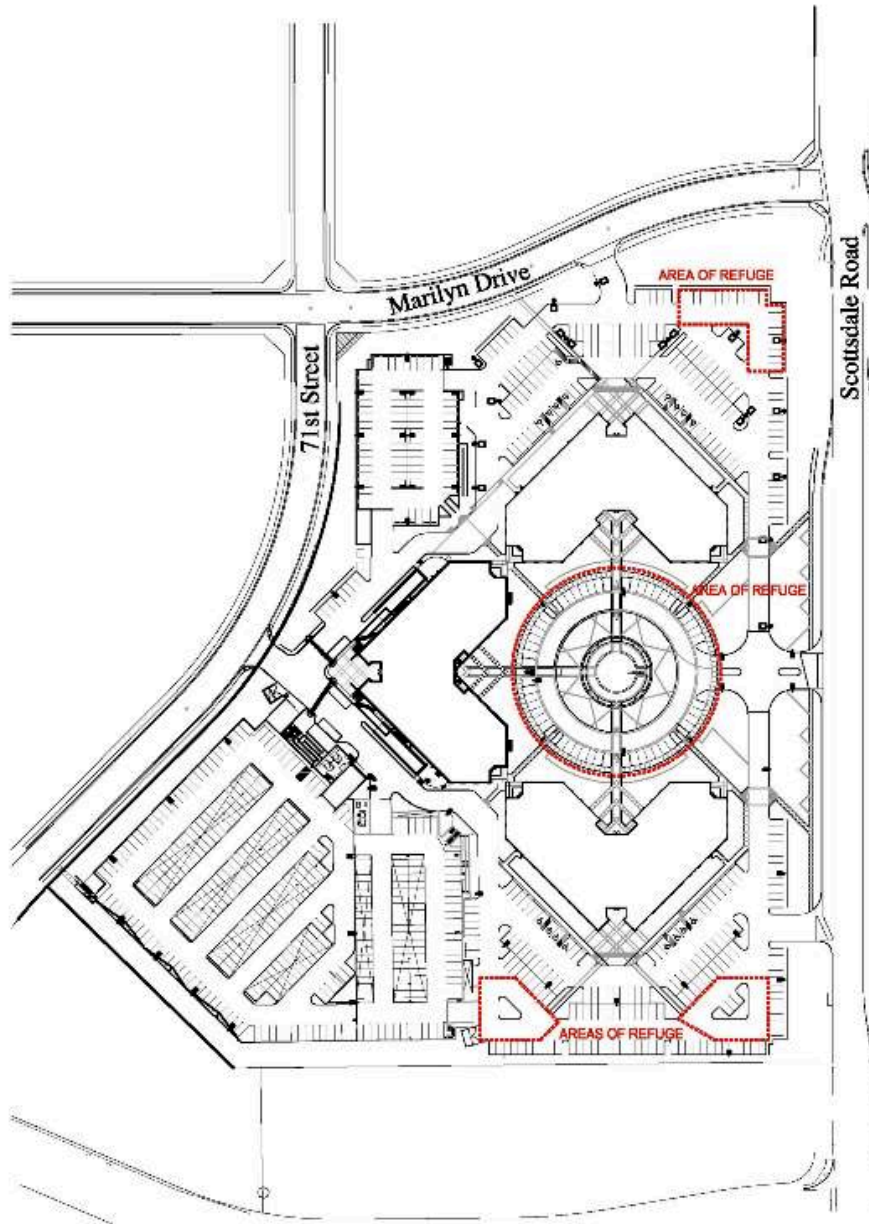 Scottsdale Road
AREA OF REFUGE
Marilyn Drive
71st Street
AREA OF REFUGE
AREAS OF REFUGE